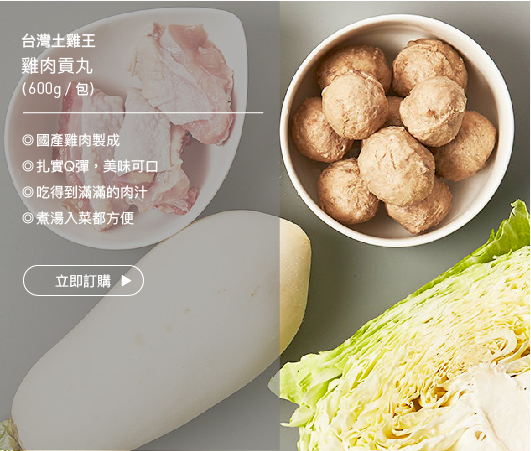 台灣土雞王
雞肉貢丸
(600g / 包)
◎國產雞肉製成
◎扎實Q彈，美味可口
◎吃得到滿滿的肉汁
◎煮湯入菜都方便
立即訂購 ▶